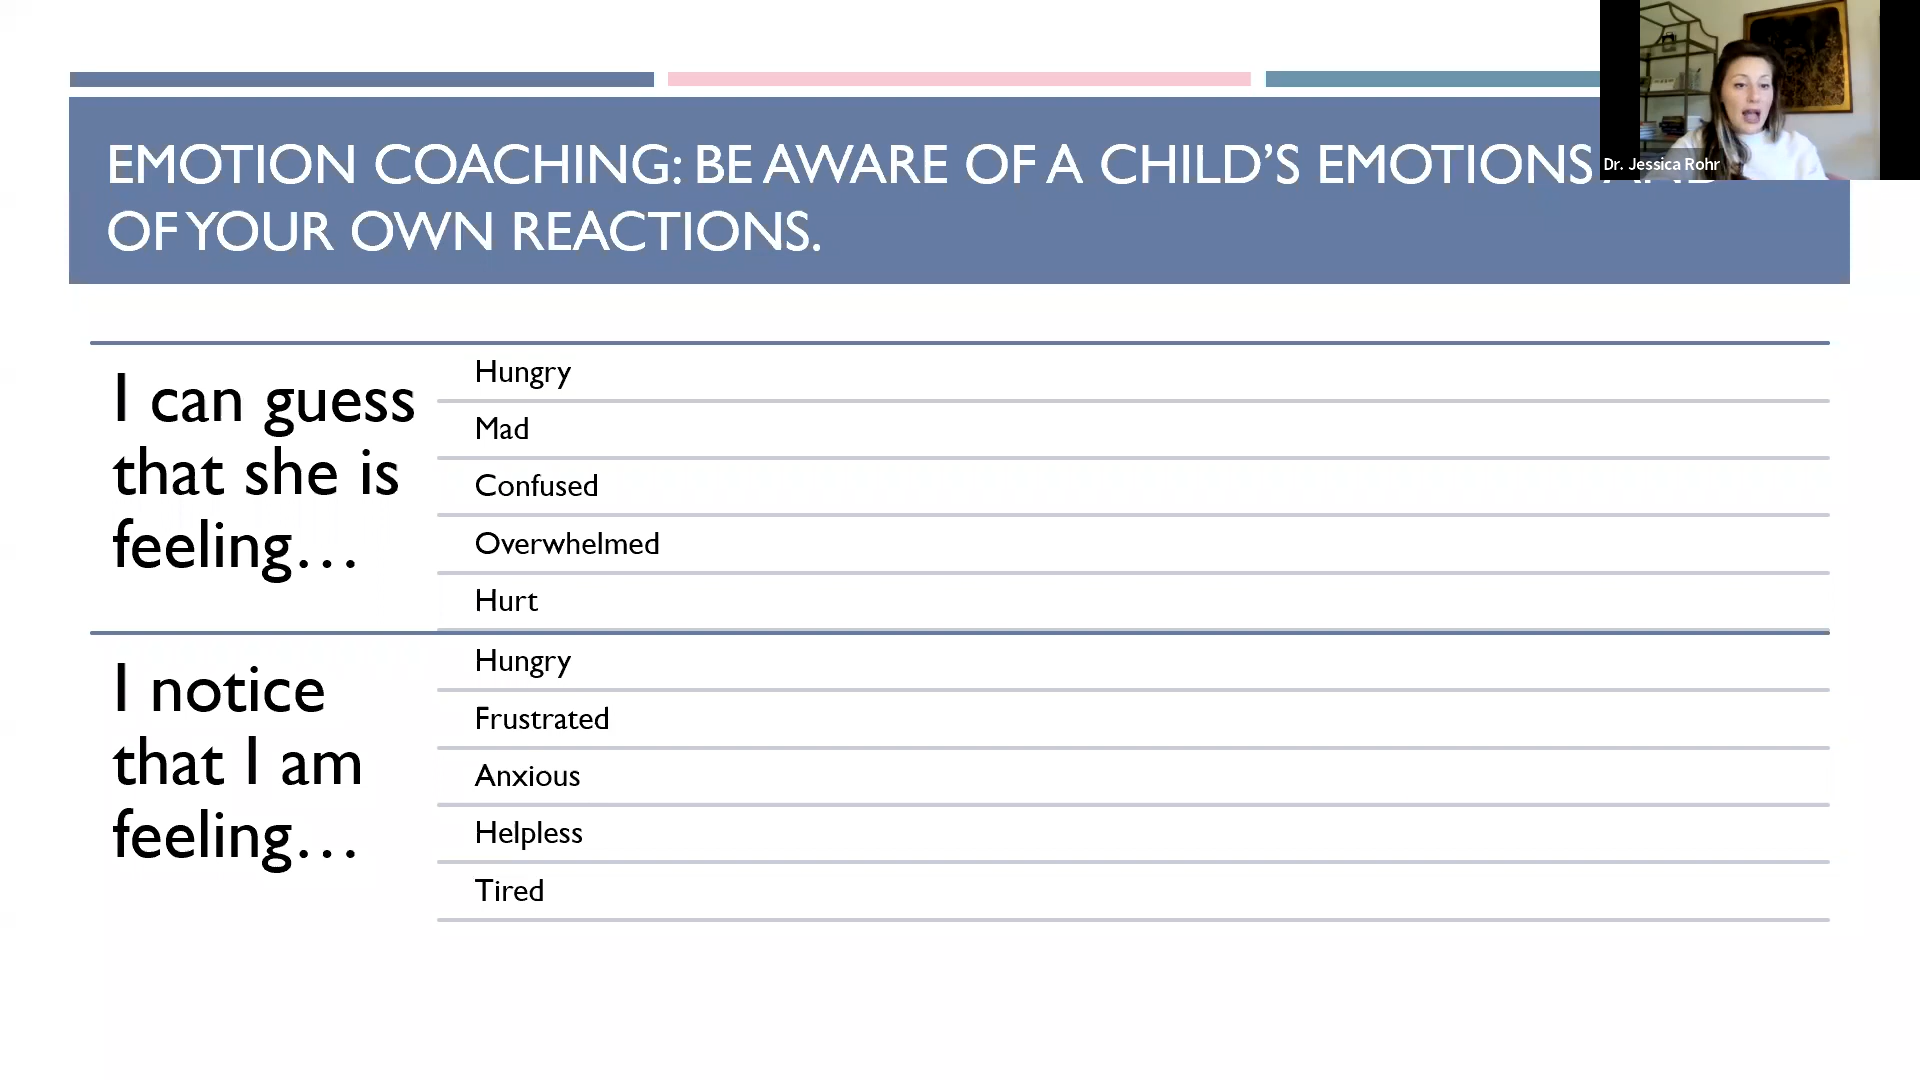 EMOTION COACHING: BE AWARE OF A CHILD'S EMOTIONS AND
OF YOUR OWN REACTIONS.
Dr. Jessica Rohr
I can guess
that she is
feeling…
Hungry
Mad
Confused
Overwhelmed
Hurt
I notice
that I am
feeling…
Hungry
Frustrated
Anxious
Helpless
Tired